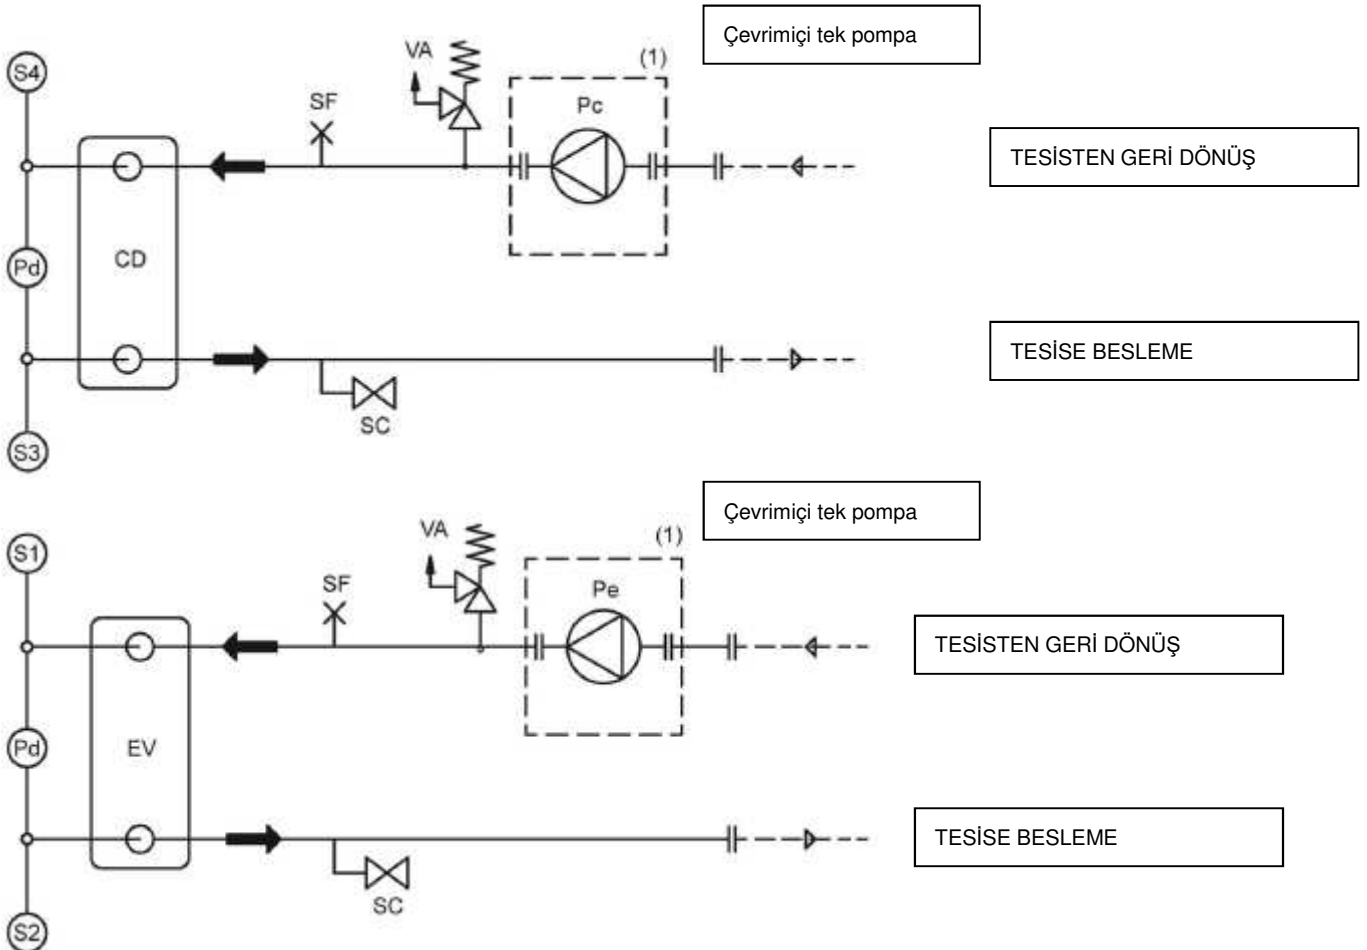 Çevrimiçi tek pompa
VA
(1)
S4
SF
Pc
TESİSTEN GERİ DÖNÜŞ
CD
Pd
TESİSE BESLEME
SC
S3
Çevrimiçi tek pompa
VA
(1)
S1
SF
Pe
TESİSTEN GERİ DÖNÜŞ
Pd
EV
TESİSE BESLEME
SC
S2